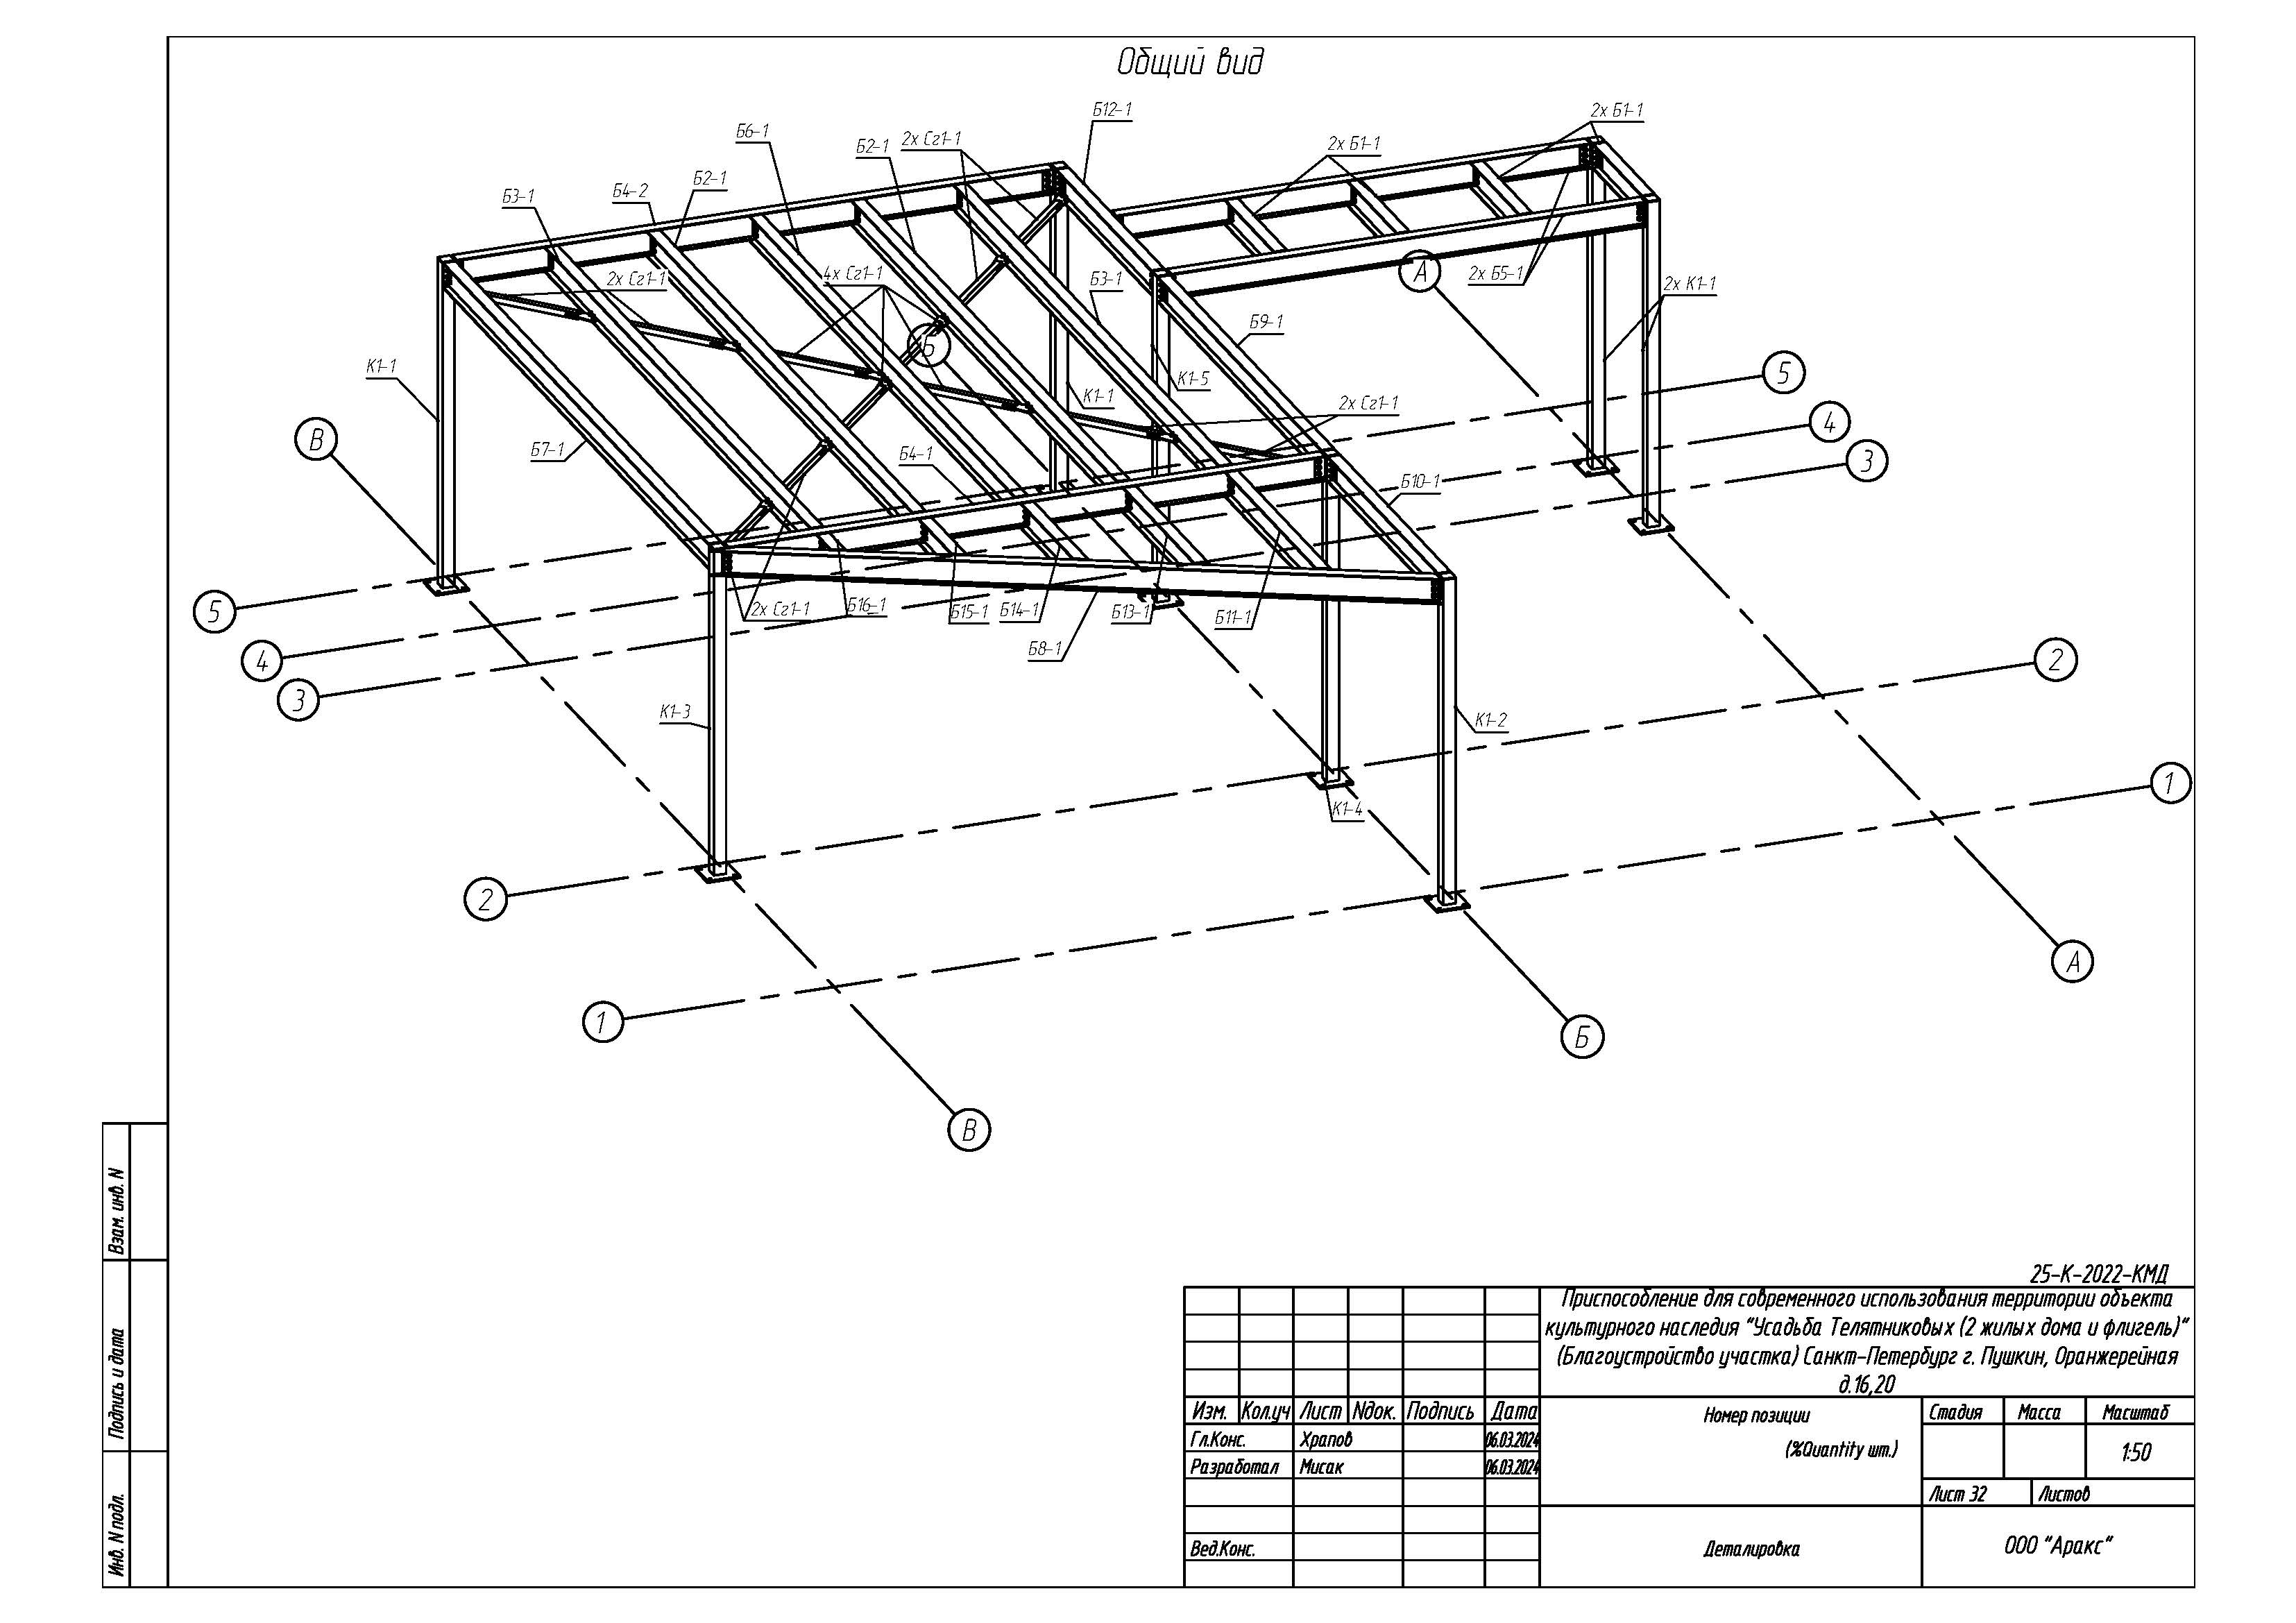 Общий вид
Б12-1
2х Б1-1
Б6-1
Б2-1
2х Сг1-1
2х Б1-1
Б3-1
Б4-2
Б2-1
2х Сг1-1
4х Сг1-1
Б3-1
А
2х Б5-1
2х К1-1
Б9-1
Б
К1-1
К1-5
К1-1
5
2х Сг1-1
4
В
Б7-1
Б4-1
3
Б10-1
5
2х Сг1-1
Б16-1
Б15-1
Б14-1
Б13-1
Б11-1
Б8-1
4
2
3
К1-3
К1-2
1
К1-4
2
А
1
Б
В
Взам. инв. N
Подпись и дата
Инв. N подл.
25-К-2022-КМД
Приспособление для современного использования территории объекта
культурного наследия "Усадьба Телятниковых (2 жилых дома и флигель)"
(Благоустройство участка) Санкт-Петербург г. Пушкин, Оранжерейная
д.16,20
Изм. Кол.уч Лист Nдок. Подпись Дата
Номер позиции
Стадия Масса Масштаб
Гл.Конс. Храпов 06.03.2024
(%Quantity шт.)
1:50
Разработал Мисак 06.03.2024
Лист 32 Листов
Вед.Конс.
Деталировка
ООО "Аракс"